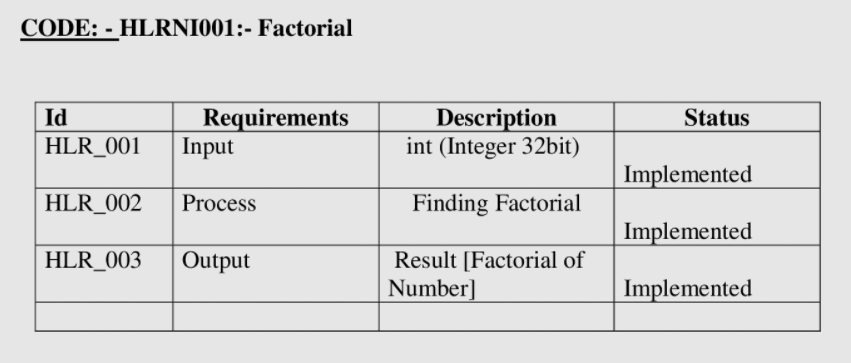 CODE: - HLRNI001:- Factorial
Id Requirements Description Status
HLR_001 Input int (Integer 32bit) Implemented
HLR_002 Process Finding Factorial Implemented
HLR_003 Output Result [Factorial of
Number] Implemented